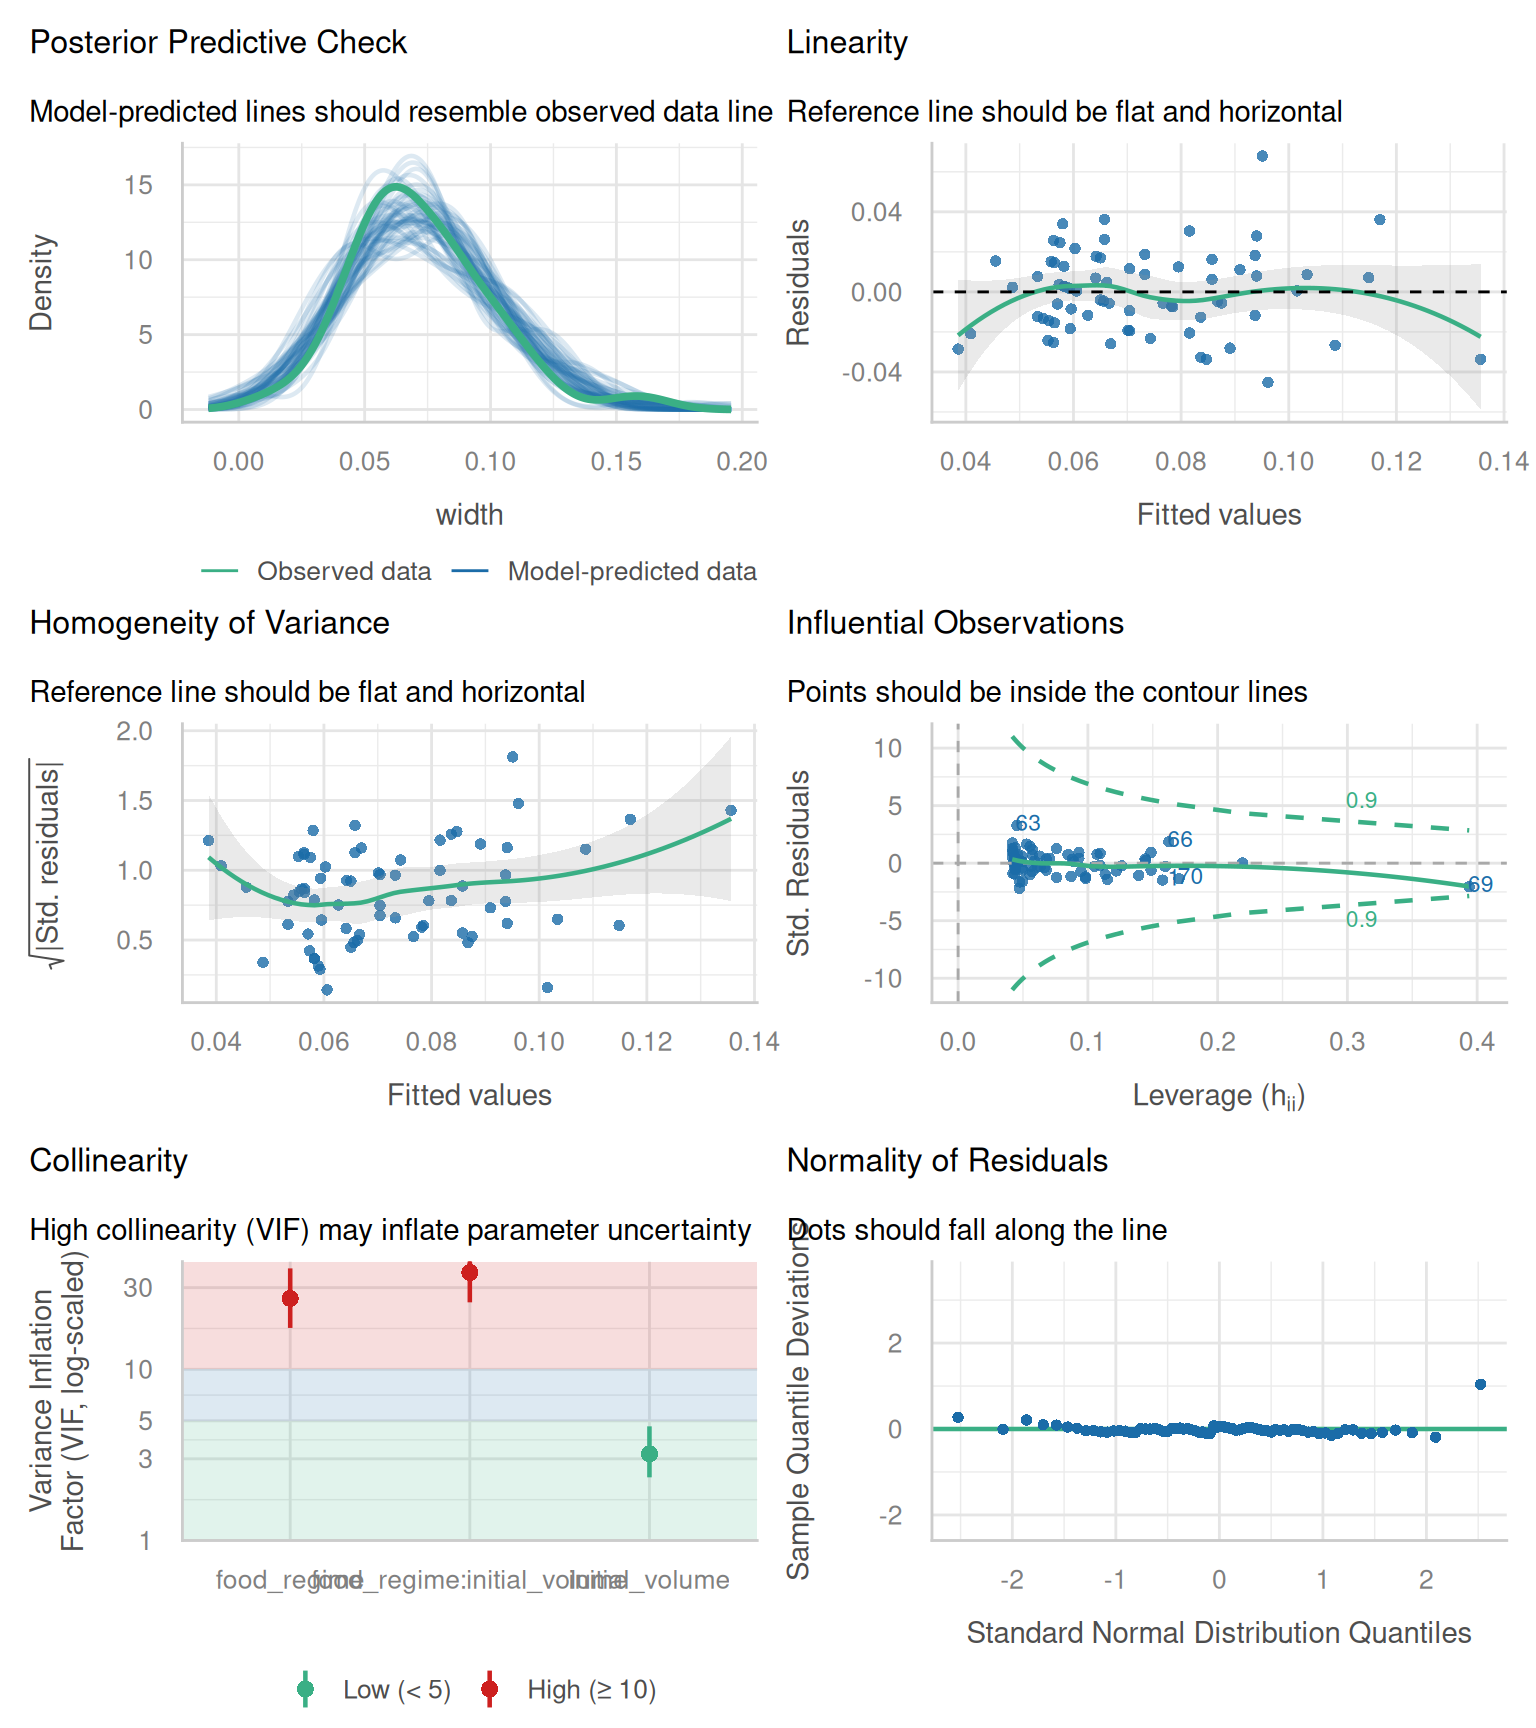 Posterior Predictive Check
Model-predicted lines should resemble observed data line
Density
15
10
5
0
0.00 0.05 0.10 0.15 0.20
width
Observed data Model-predicted data
Linearity
Reference line should be flat and horizontal
Residuals
0.04
0.00
-0.04
0.04 0.06 0.08 0.10 0.12 0.14
Fitted values
Homogeneity of Variance
Reference line should be flat and horizontal
√|Std. residuals|
2.0
1.5
1.0
0.5
0.04 0.06 0.08 0.10 0.12 0.14
Fitted values
Influential Observations
Points should be inside the contour lines
Std. Residuals
10
5
0
-5
-10
0.9
63
66
170
69
0.9
0.0 0.1 0.2 0.3 0.4
Leverage (hii)
Collinearity
High collinearity (VIF) may inflate parameter uncertainty
Variance Inflation
Factor (VIF, log-scaled)
30
10
5
3
1
food_regime food_regime:initial_volume initial_volume
Low (< 5) High (≥ 10)
Normality of Residuals
Dots should fall along the line
Sample Quantile Deviations
2
0
-2
-2 -1 0 1 2
Standard Normal Distribution Quantiles